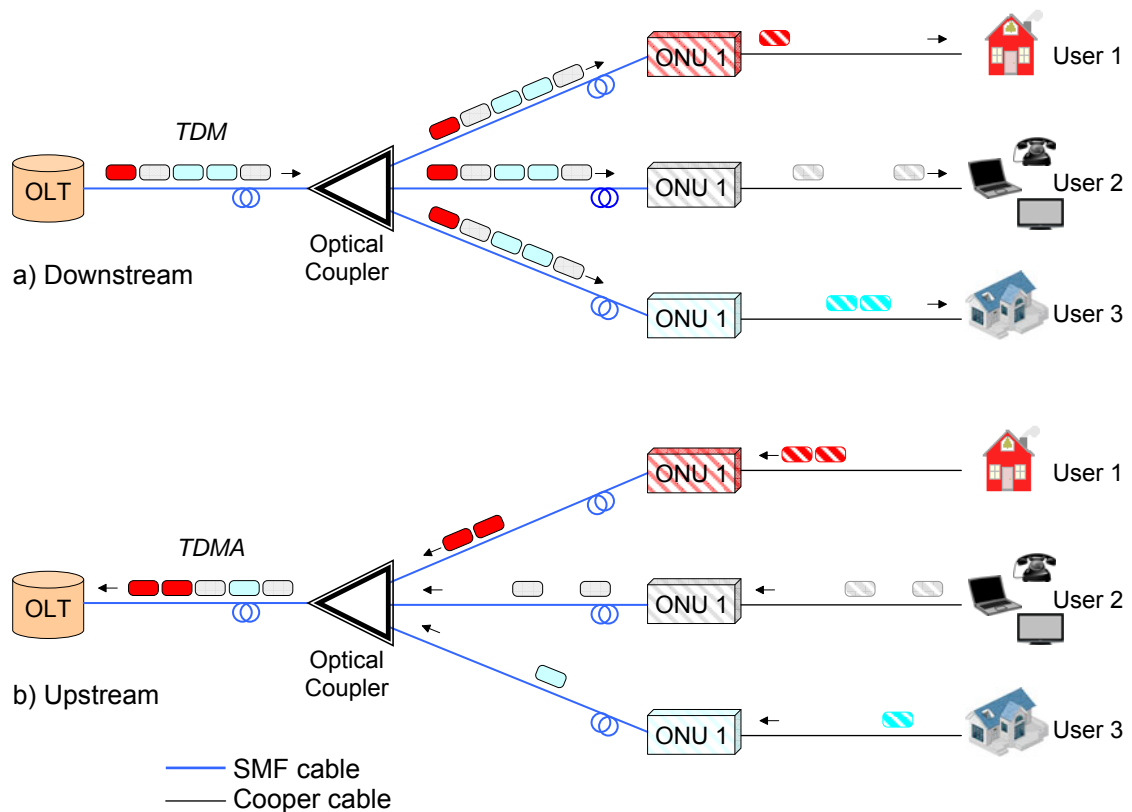 ONU 1
User 1
TDM
OLT
ONU 1
User 2
Optical
Coupler
a) Downstream
ONU 1
User 3
ONU 1
User 1
TDMA
OLT
ONU 1
User 2
Optical
Coupler
b) Upstream
ONU 1
User 3
SMF cable
Cooper cable